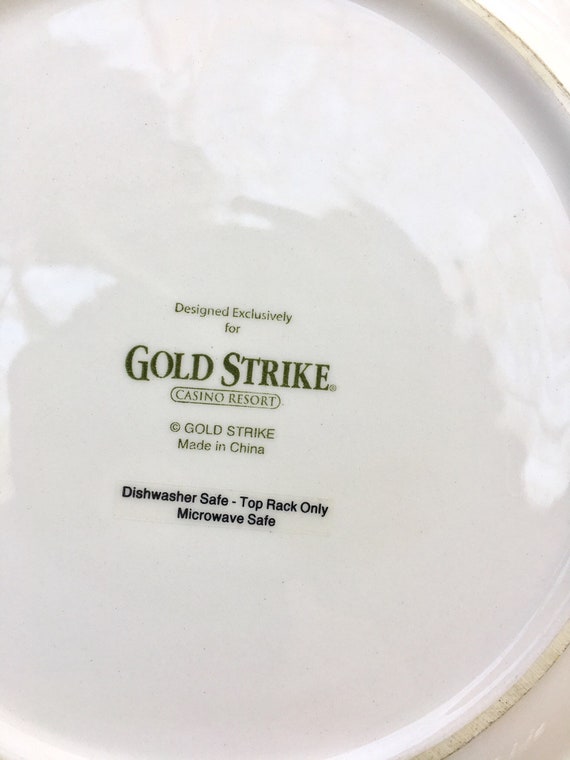 Designed Exclusively
for
GOLD STRIKE®
CASINO RESORT
© GOLD STRIKE
Made in China
Dishwasher Safe - Top Rack Only
Microwave Safe